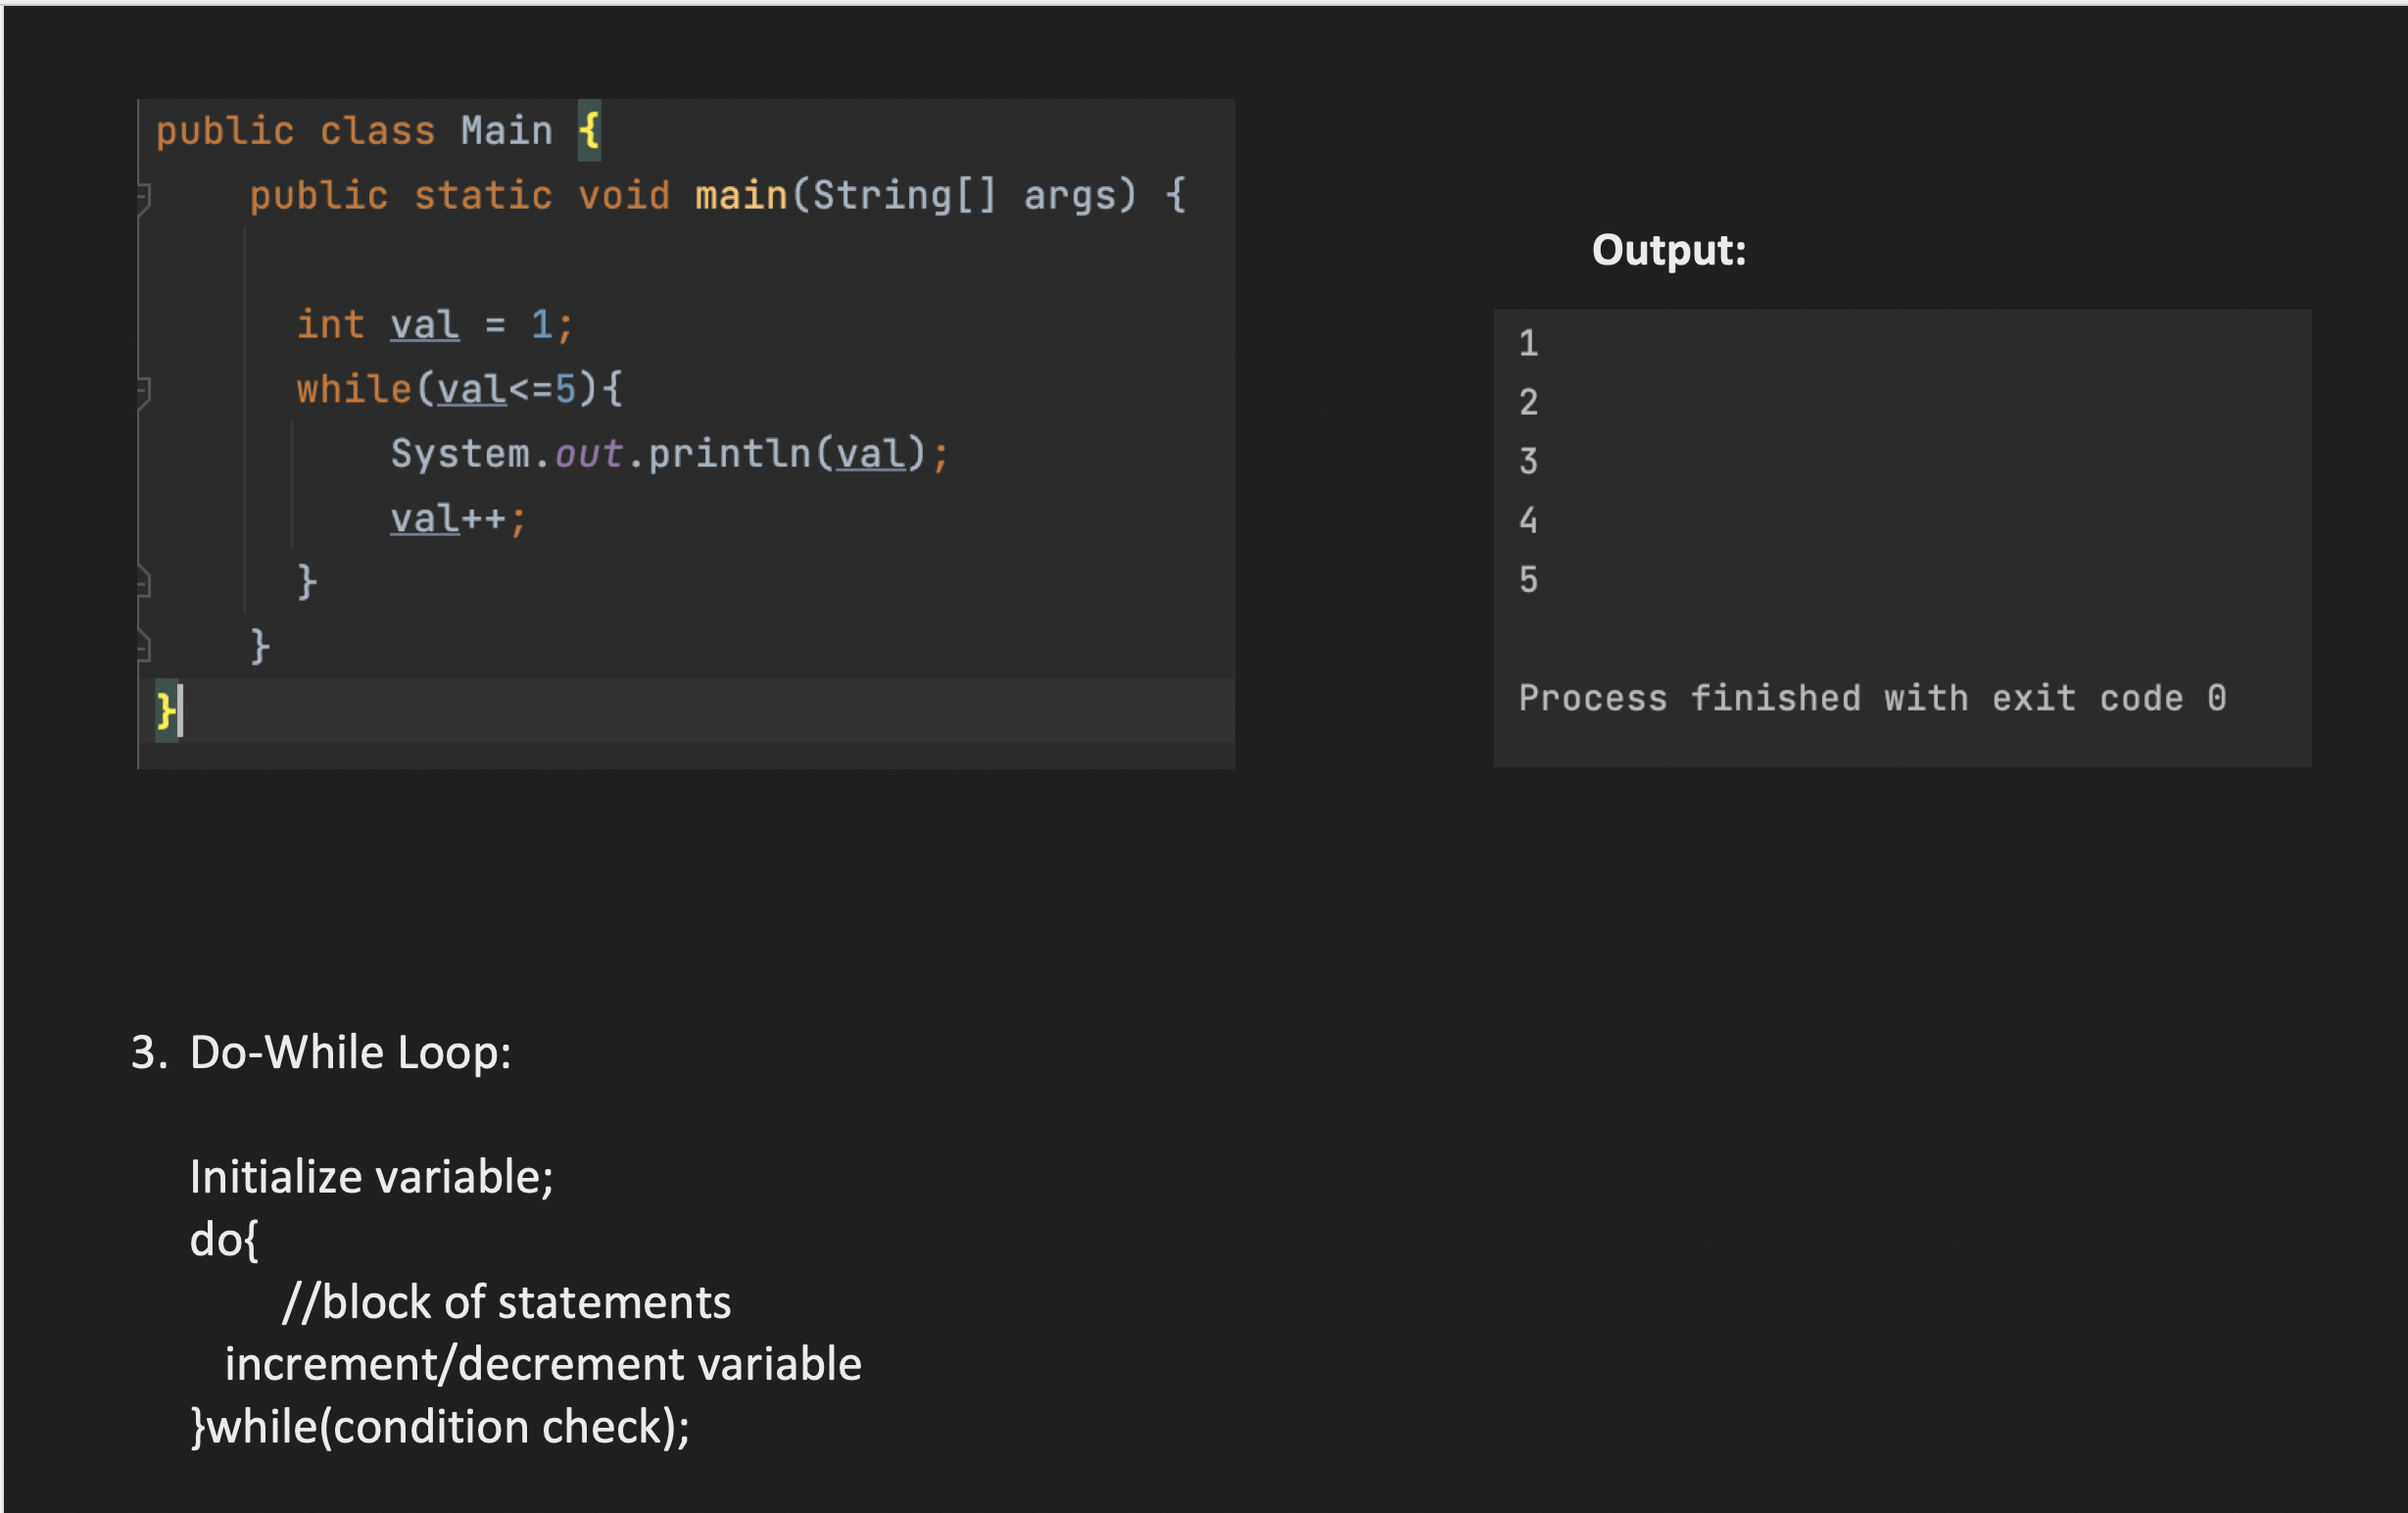 public class Main {
public static void main(String[] args) {
int val = 1;
while(val<=5){
System.out.println(val);
val++;
}
}
}
Output:
1
2
3
4
5
Process finished with exit code 0
3. Do-While Loop:
Initialize variable;
do{
//block of statements
increment/decrement variable
}while(condition check);